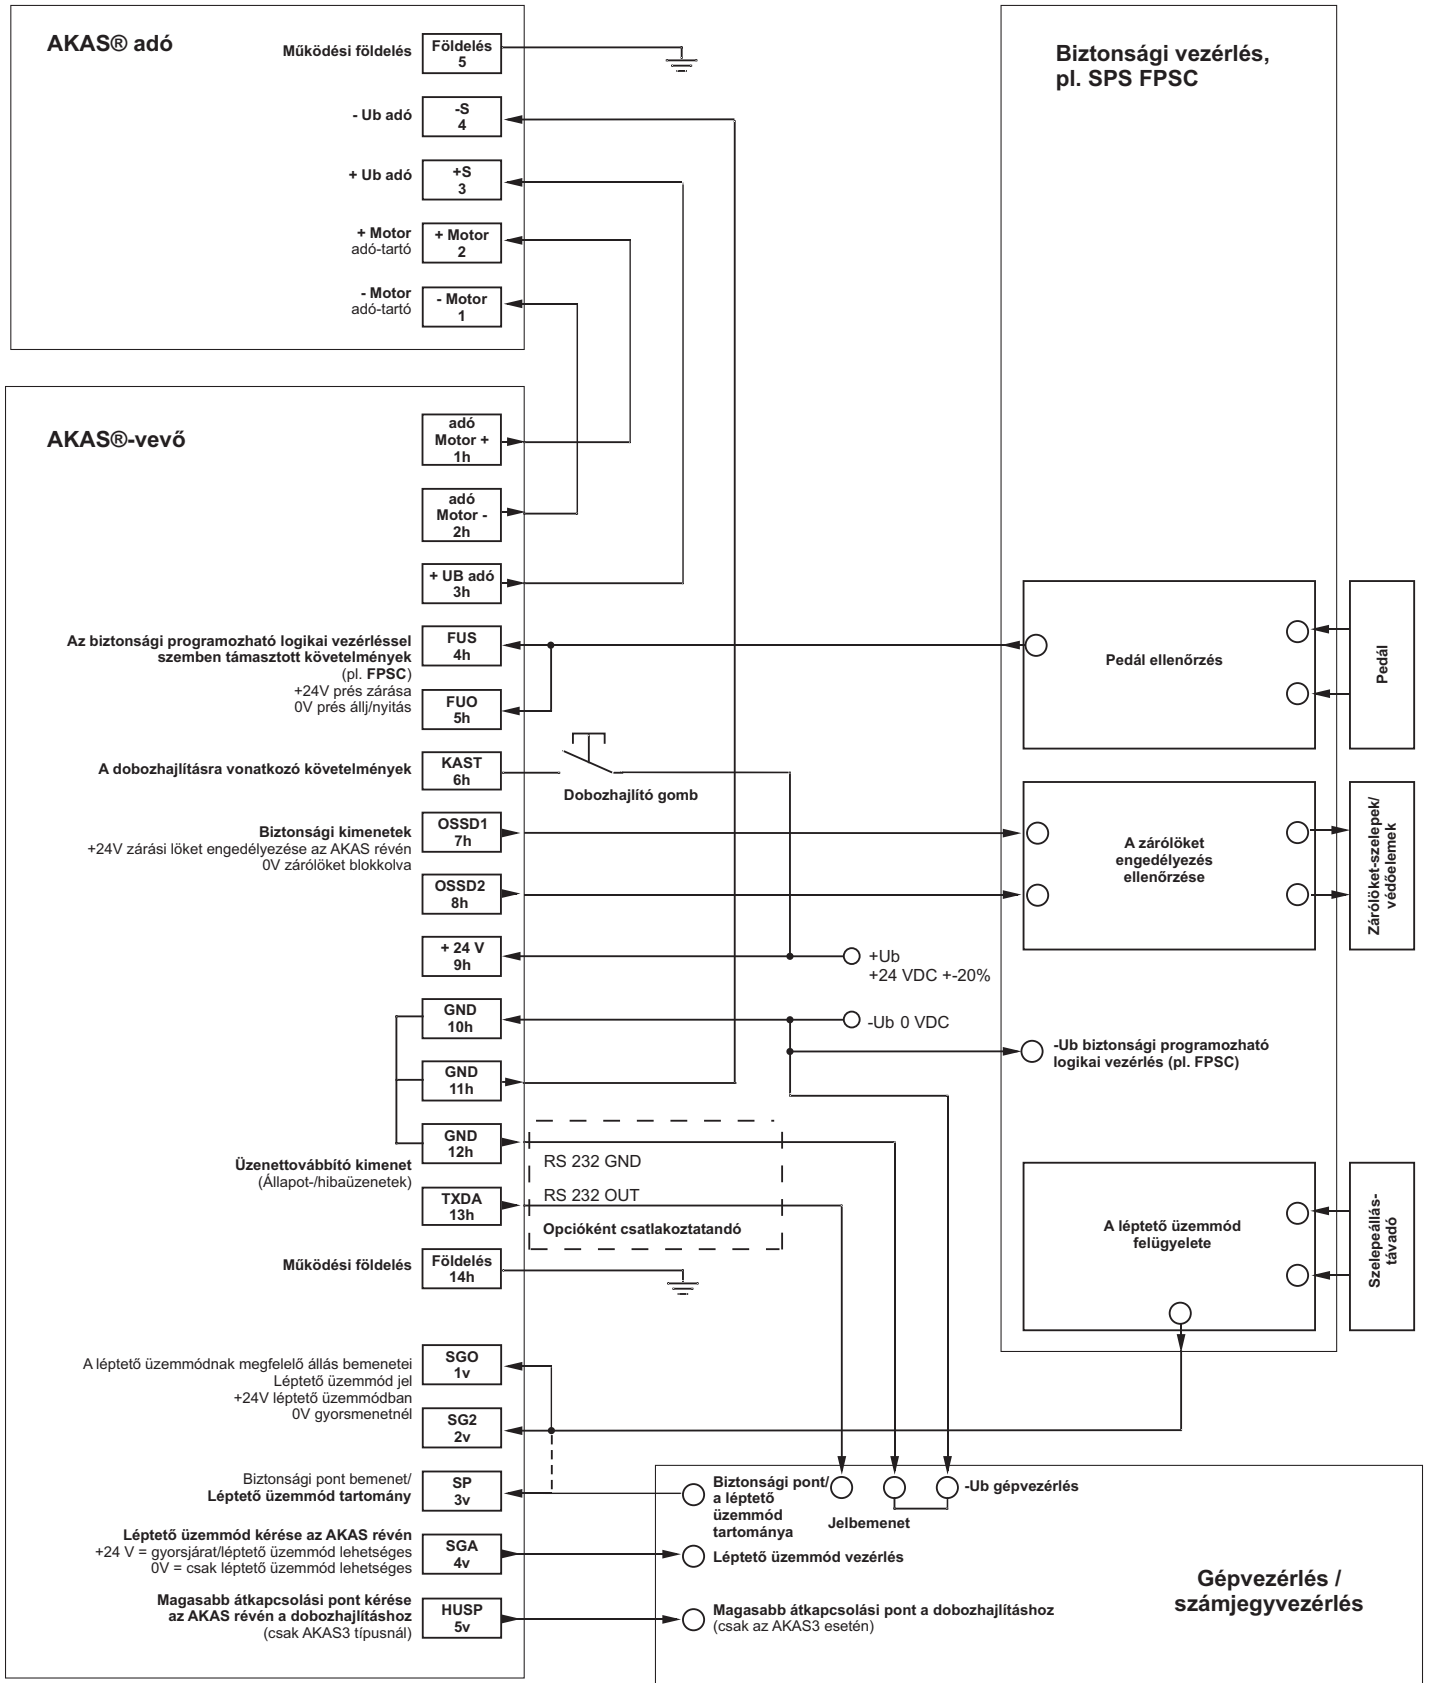 AKAS® adó
Működési földelés
Földelés
5
- Ub adó
-S
4
+ Ub adó
+S
3
+ Motor
adó-tartó
+ Motor
2
- Motor
adó-tartó
- Motor
1
Biztonsági vezérlés,
pl. SPS FPSC
AKAS®-vevő
adó
Motor +
1h
adó
Motor -
2h
+ UB adó
3h
Az biztonsági programozható logikai vezérléssel
szemben támasztott követelmények
(pl. FPSC)
+24V prés zárása
0V prés állj/nyitás
FUS
4h
FUO
5h
Pedál ellenőrzés
Pedál
A dobozhajlításra vonatkozó követelmények
KAST
6h
Dobozhajlító gomb
Biztonsági kimenetek
+24V zárási löket engedélyezése az AKAS révén
0V zárólöket blokkolva
OSSD1
7h
OSSD2
8h
A zárólöket
engedélyezés
ellenőrzése
Zárólöket-szelepek/
védőelemek
+ 24 V
9h
+Ub
+24 VDC +-20%
GND
10h
-Ub 0 VDC
-Ub biztonsági programozható
logikai vezérlés (pl. FPSC)
GND
11h
GND
12h
RS 232 GND
Üzenettovábbító kimenet
(Állapot-/hibaüzenetek)
TXDA
13h
RS 232 OUT
Opcióként csatlakoztatandó
A léptető üzemmód
felügyelete
Szelepeállás-
távadó
Működési földelés
Földelés
14h
A léptető üzemmódnak megfelelő állás bemenetei
Léptető üzemmód jel
+24V léptető üzemmódban
0V gyorsmenetnél
SGO
1v
SG2
2v
Biztonsági pont bemenet/
Léptető üzemmód tartomány
SP
3v
Biztonsági pont/
a léptető
üzemmód
tartománya
Jelbemenet
-Ub gépvezérlés
Léptető üzemmód kérése az AKAS révén
+24 V = gyorsjárat/léptető üzemmód lehetséges
0V = csak léptető üzemmód lehetséges
SGA
4v
Léptető üzemmód vezérlés
Magasabb átkapcsolási pont kérése
az AKAS révén a dobozhajlításhoz
(csak AKAS3 típusnál)
HUSP
5v
Magasabb átkapcsolási pont a dobozhajlításhoz
(csak az AKAS3 esetén)
Gépvezérlés /
számjegyvezérlés